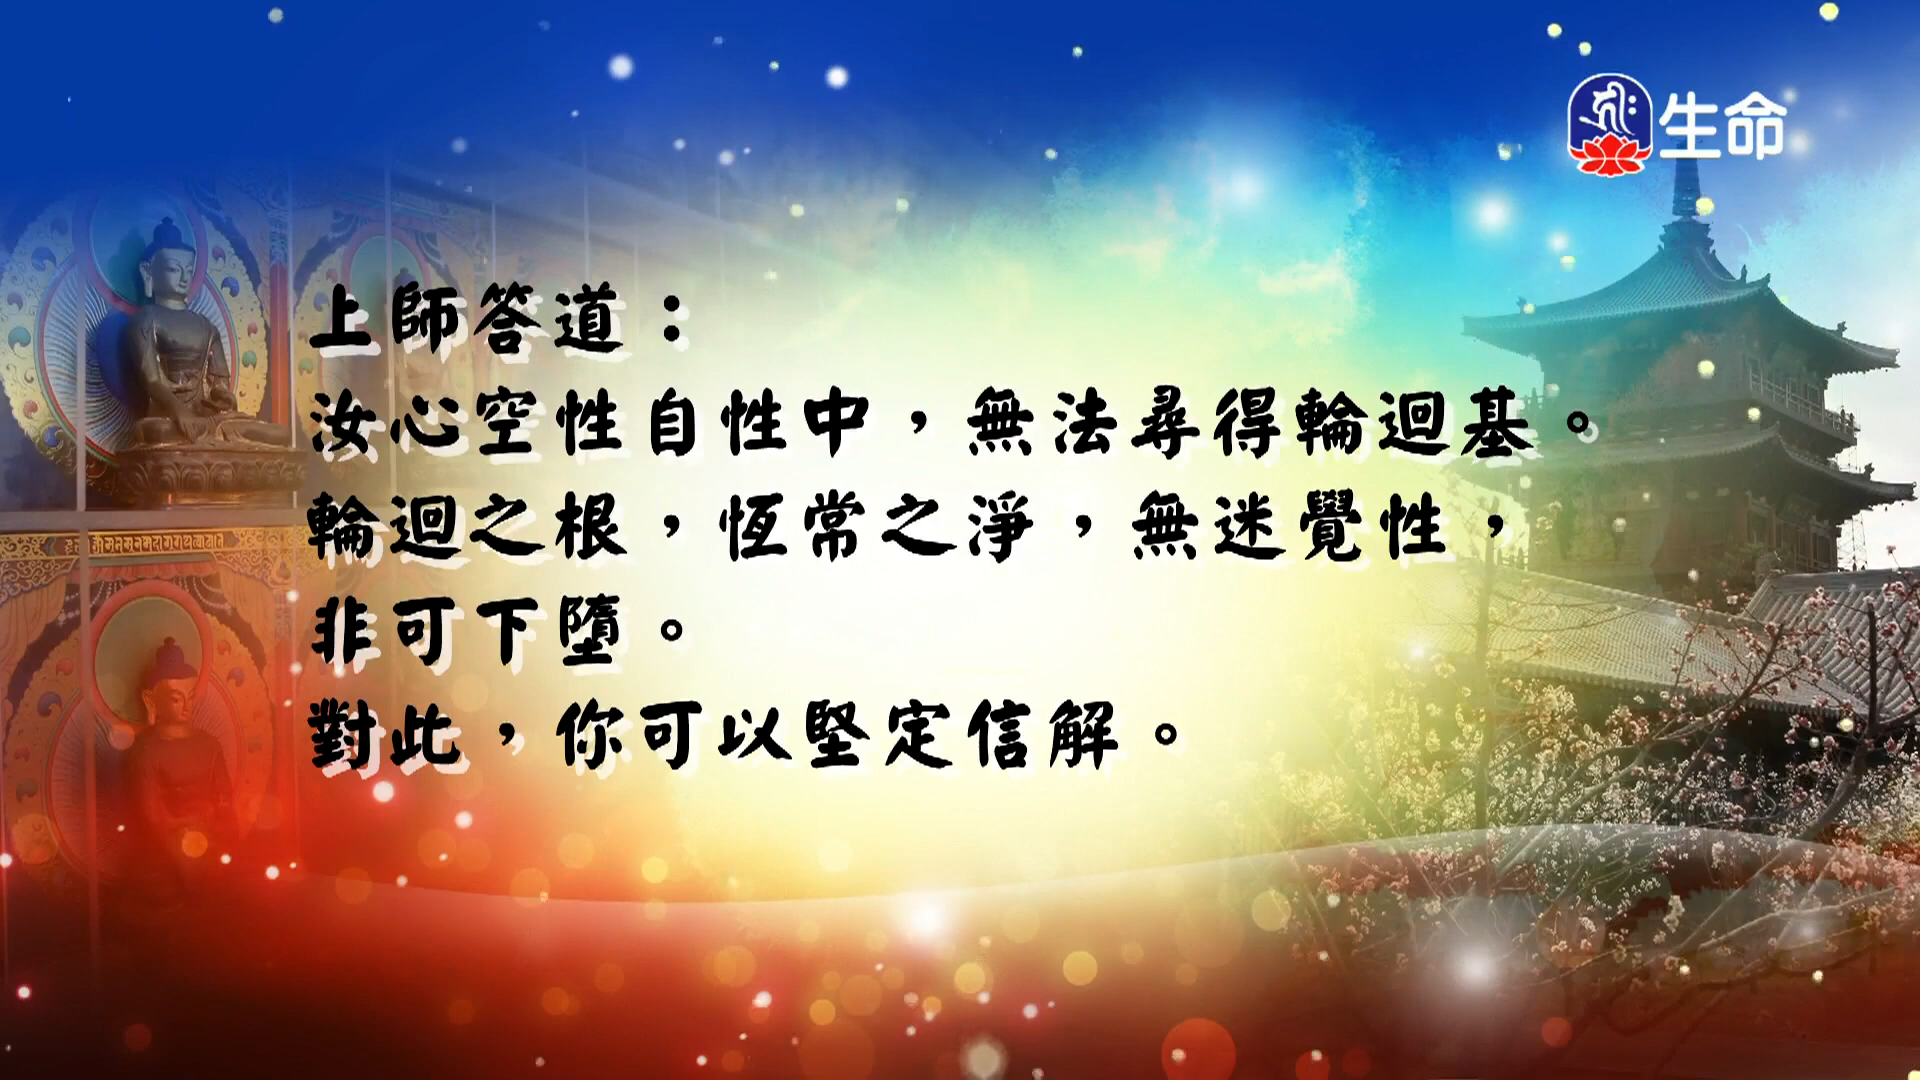 生命
上師答道：
汝心空性自性中，無法尋得輪迴基。
輪迴之根，恆常之淨，無迷覺性，
非可下墮。
對此，你可以堅定信解。